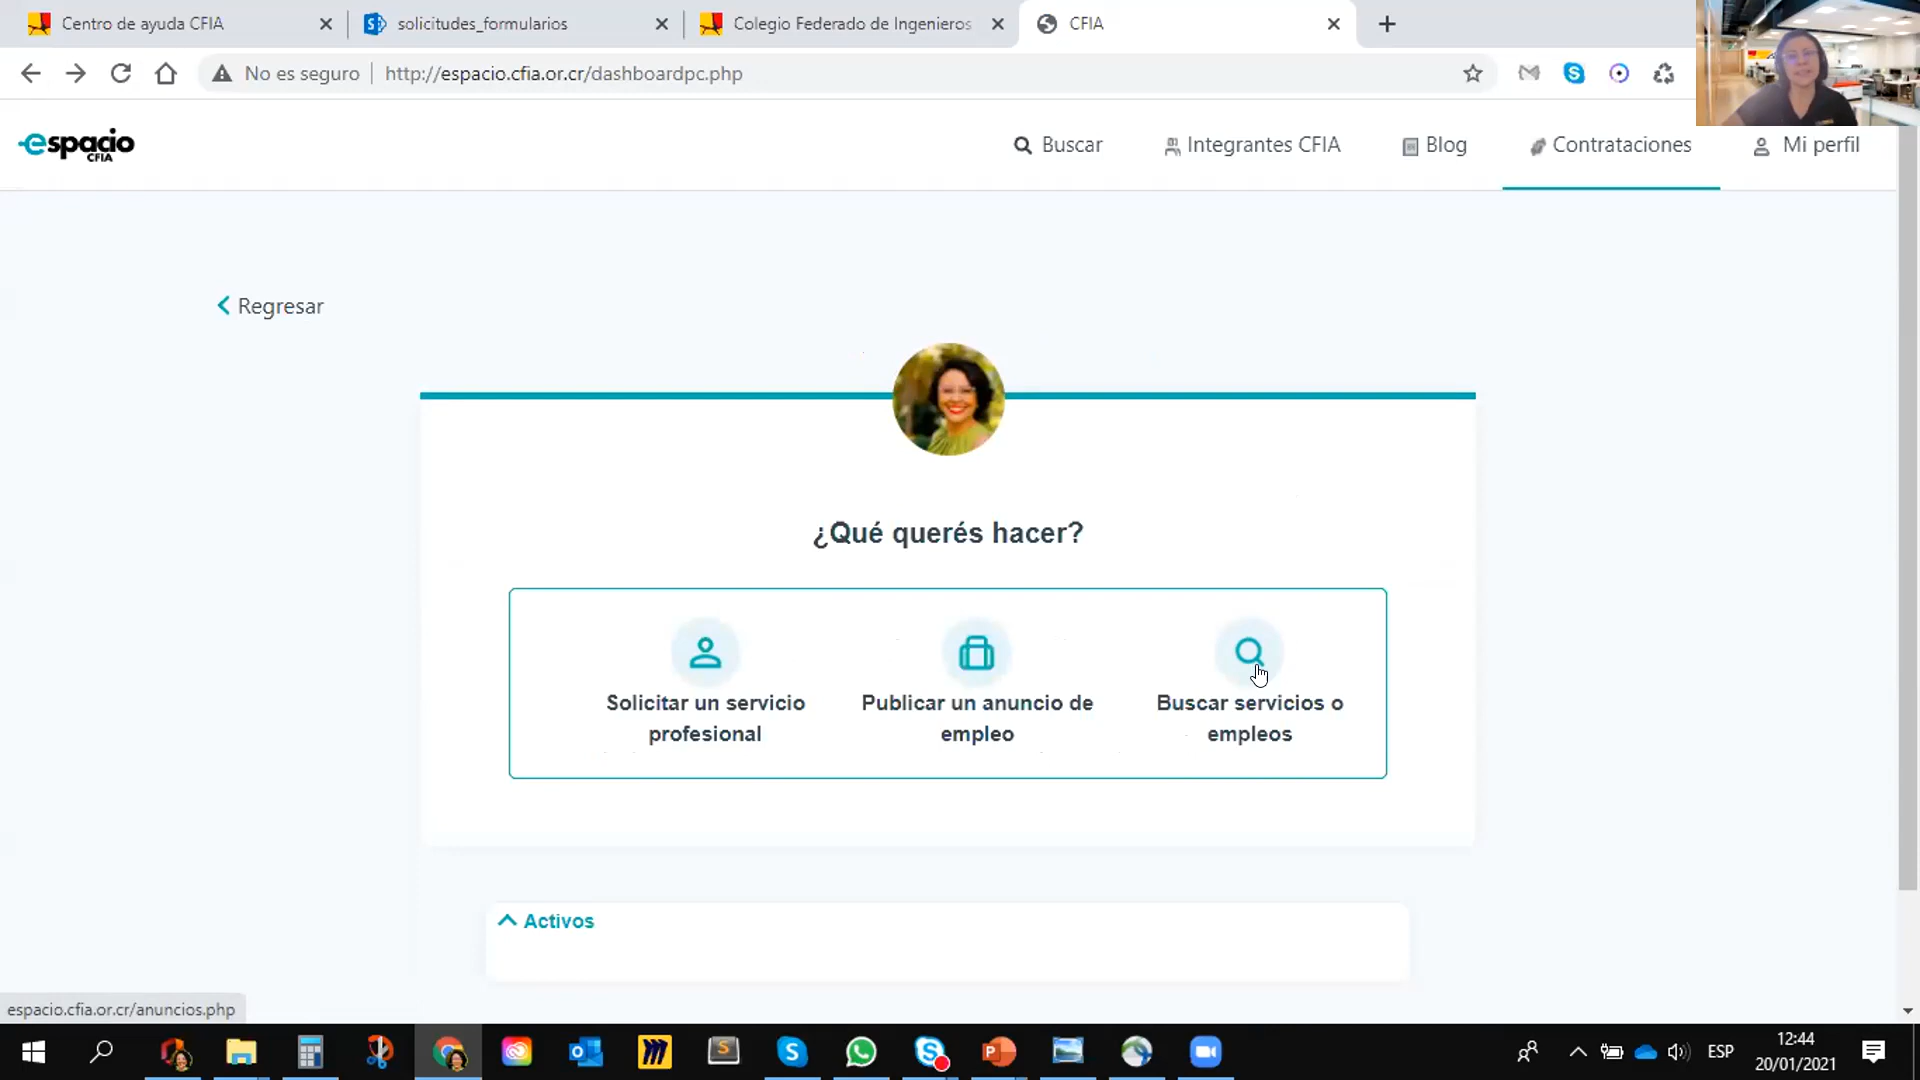 Centro de ayuda CFIA
solicitudes_formularios
Colegio Federado de Ingenieros
CFIA
No es seguro
http://espacio.cfia.or.cr/dashboardpc.php
espacio
CFIA
Buscar
Integrantes CFIA
Blog
Contrataciones
Mi perfil
Regresar
¿Qué querés hacer?
Solicitar un servicio
profesional
Publicar un anuncio de
empleo
Buscar servicios o
empleos
Activos
espacio.cfia.or.cr/anuncios.php
ESP
12:44
20/01/2021